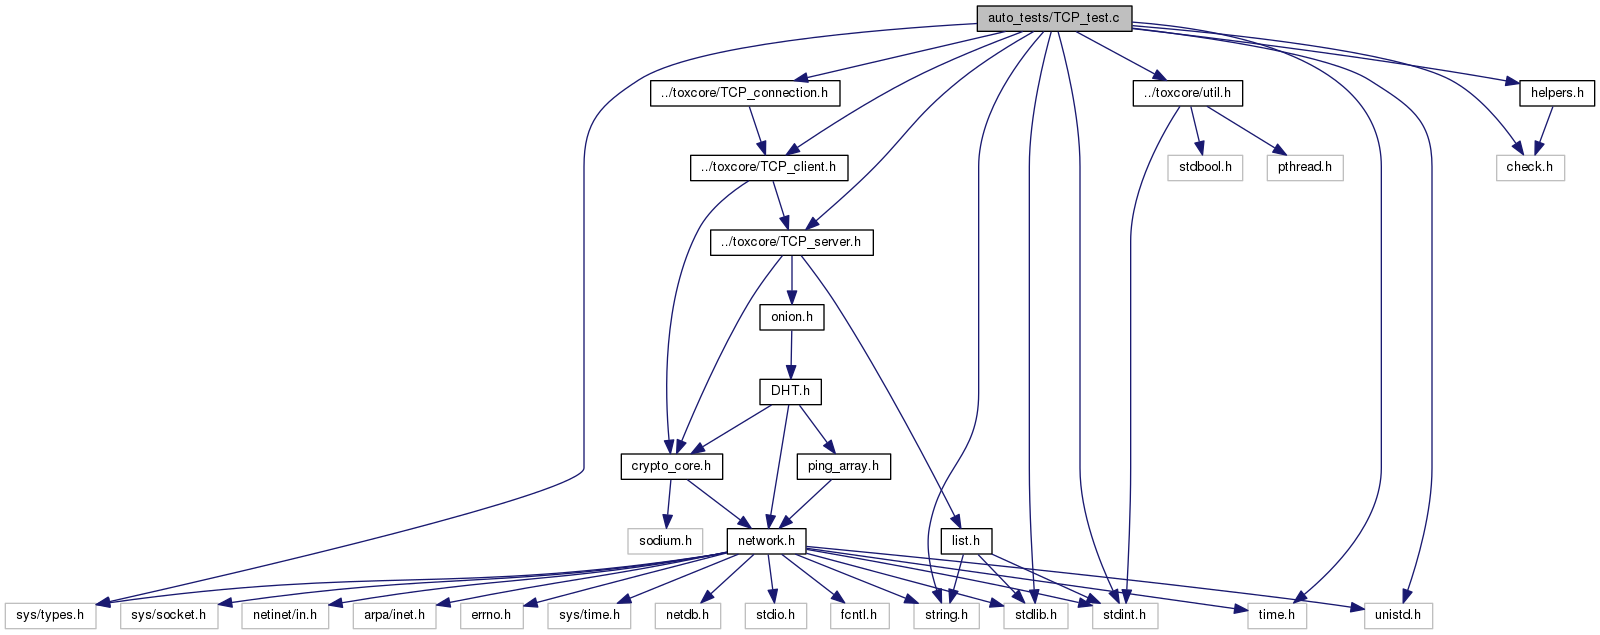 auto_tests/TCP_test.c
../toxcore/TCP_connection.h
../toxcore/util.h
helpers.h
../toxcore/TCP_client.h
stdbool.h
pthread.h
check.h
../toxcore/TCP_server.h
onion.h
DHT.h
crypto_core.h
ping_array.h
sodium.h
network.h
list.h
sys/types.h
sys/socket.h
netinet/in.h
arpa/inet.h
errno.h
sys/time.h
netdb.h
stdio.h
fcntl.h
string.h
stdlib.h
stdint.h
time.h
unistd.h